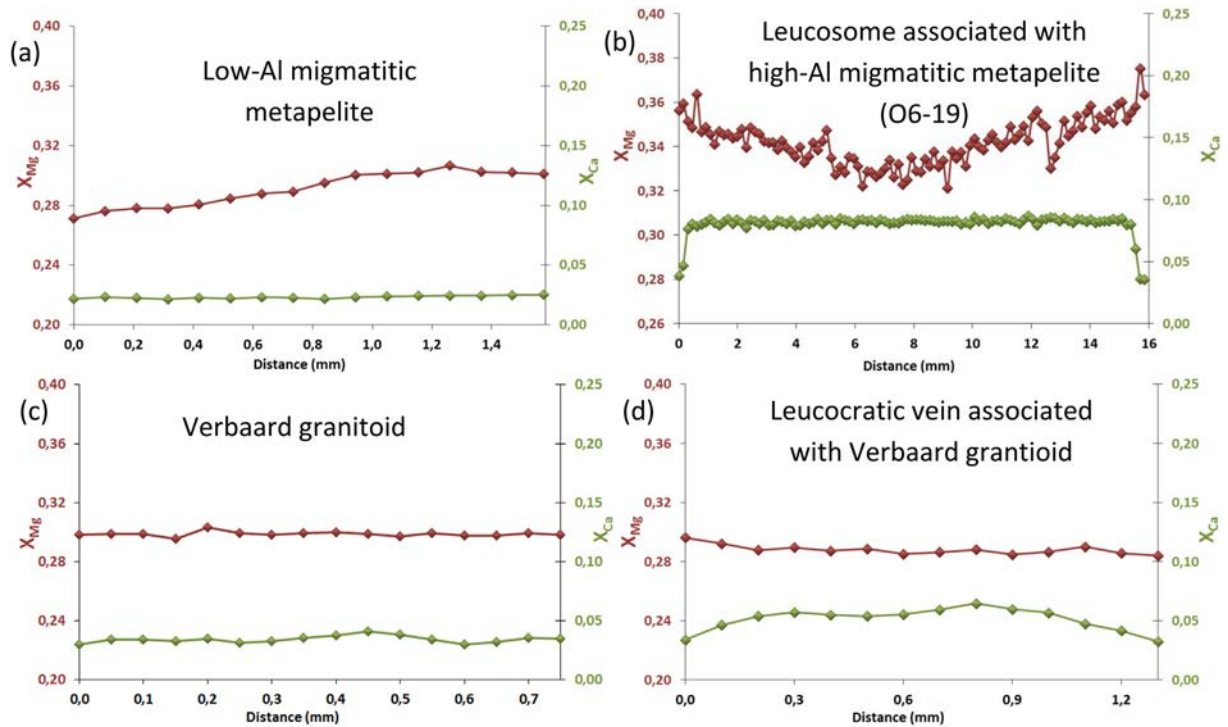 (a)
Low-Al migmatitic
metapelite
0,40
0,36
0,32
0,28
0,24
0,20
XMg
0,25
0,20
0,15
0,10
0,05
0,00
XCa
0,0 0,2 0,4 0,6 0,8 1,0 1,2 1,4
Distance (mm)
(b)
Leucosome associated with
high-Al migmatitic metapelite
(O6-19)
0,40
0,38
0,36
0,34
0,32
0,30
0,28
0,26
XMg
0,25
0,20
0,15
0,10
0,05
0,00
XCa
0 2 4 6 8 10 12 14 16
Distance (mm)
(c)
Verbaard granitoid
0,40
0,36
0,32
0,28
0,24
0,20
XMg
0,25
0,20
0,15
0,10
0,05
0,00
XCa
0,0 0,1 0,2 0,3 0,4 0,5 0,6 0,7
Distance (mm)
(d)
Leucocratic vein associated
with Verbaard grantioid
0,40
0,36
0,32
0,28
0,24
0,20
XMg
0,25
0,20
0,15
0,10
0,05
0,00
XCa
0,0 0,3 0,6 0,9 1,2
Distance (mm)